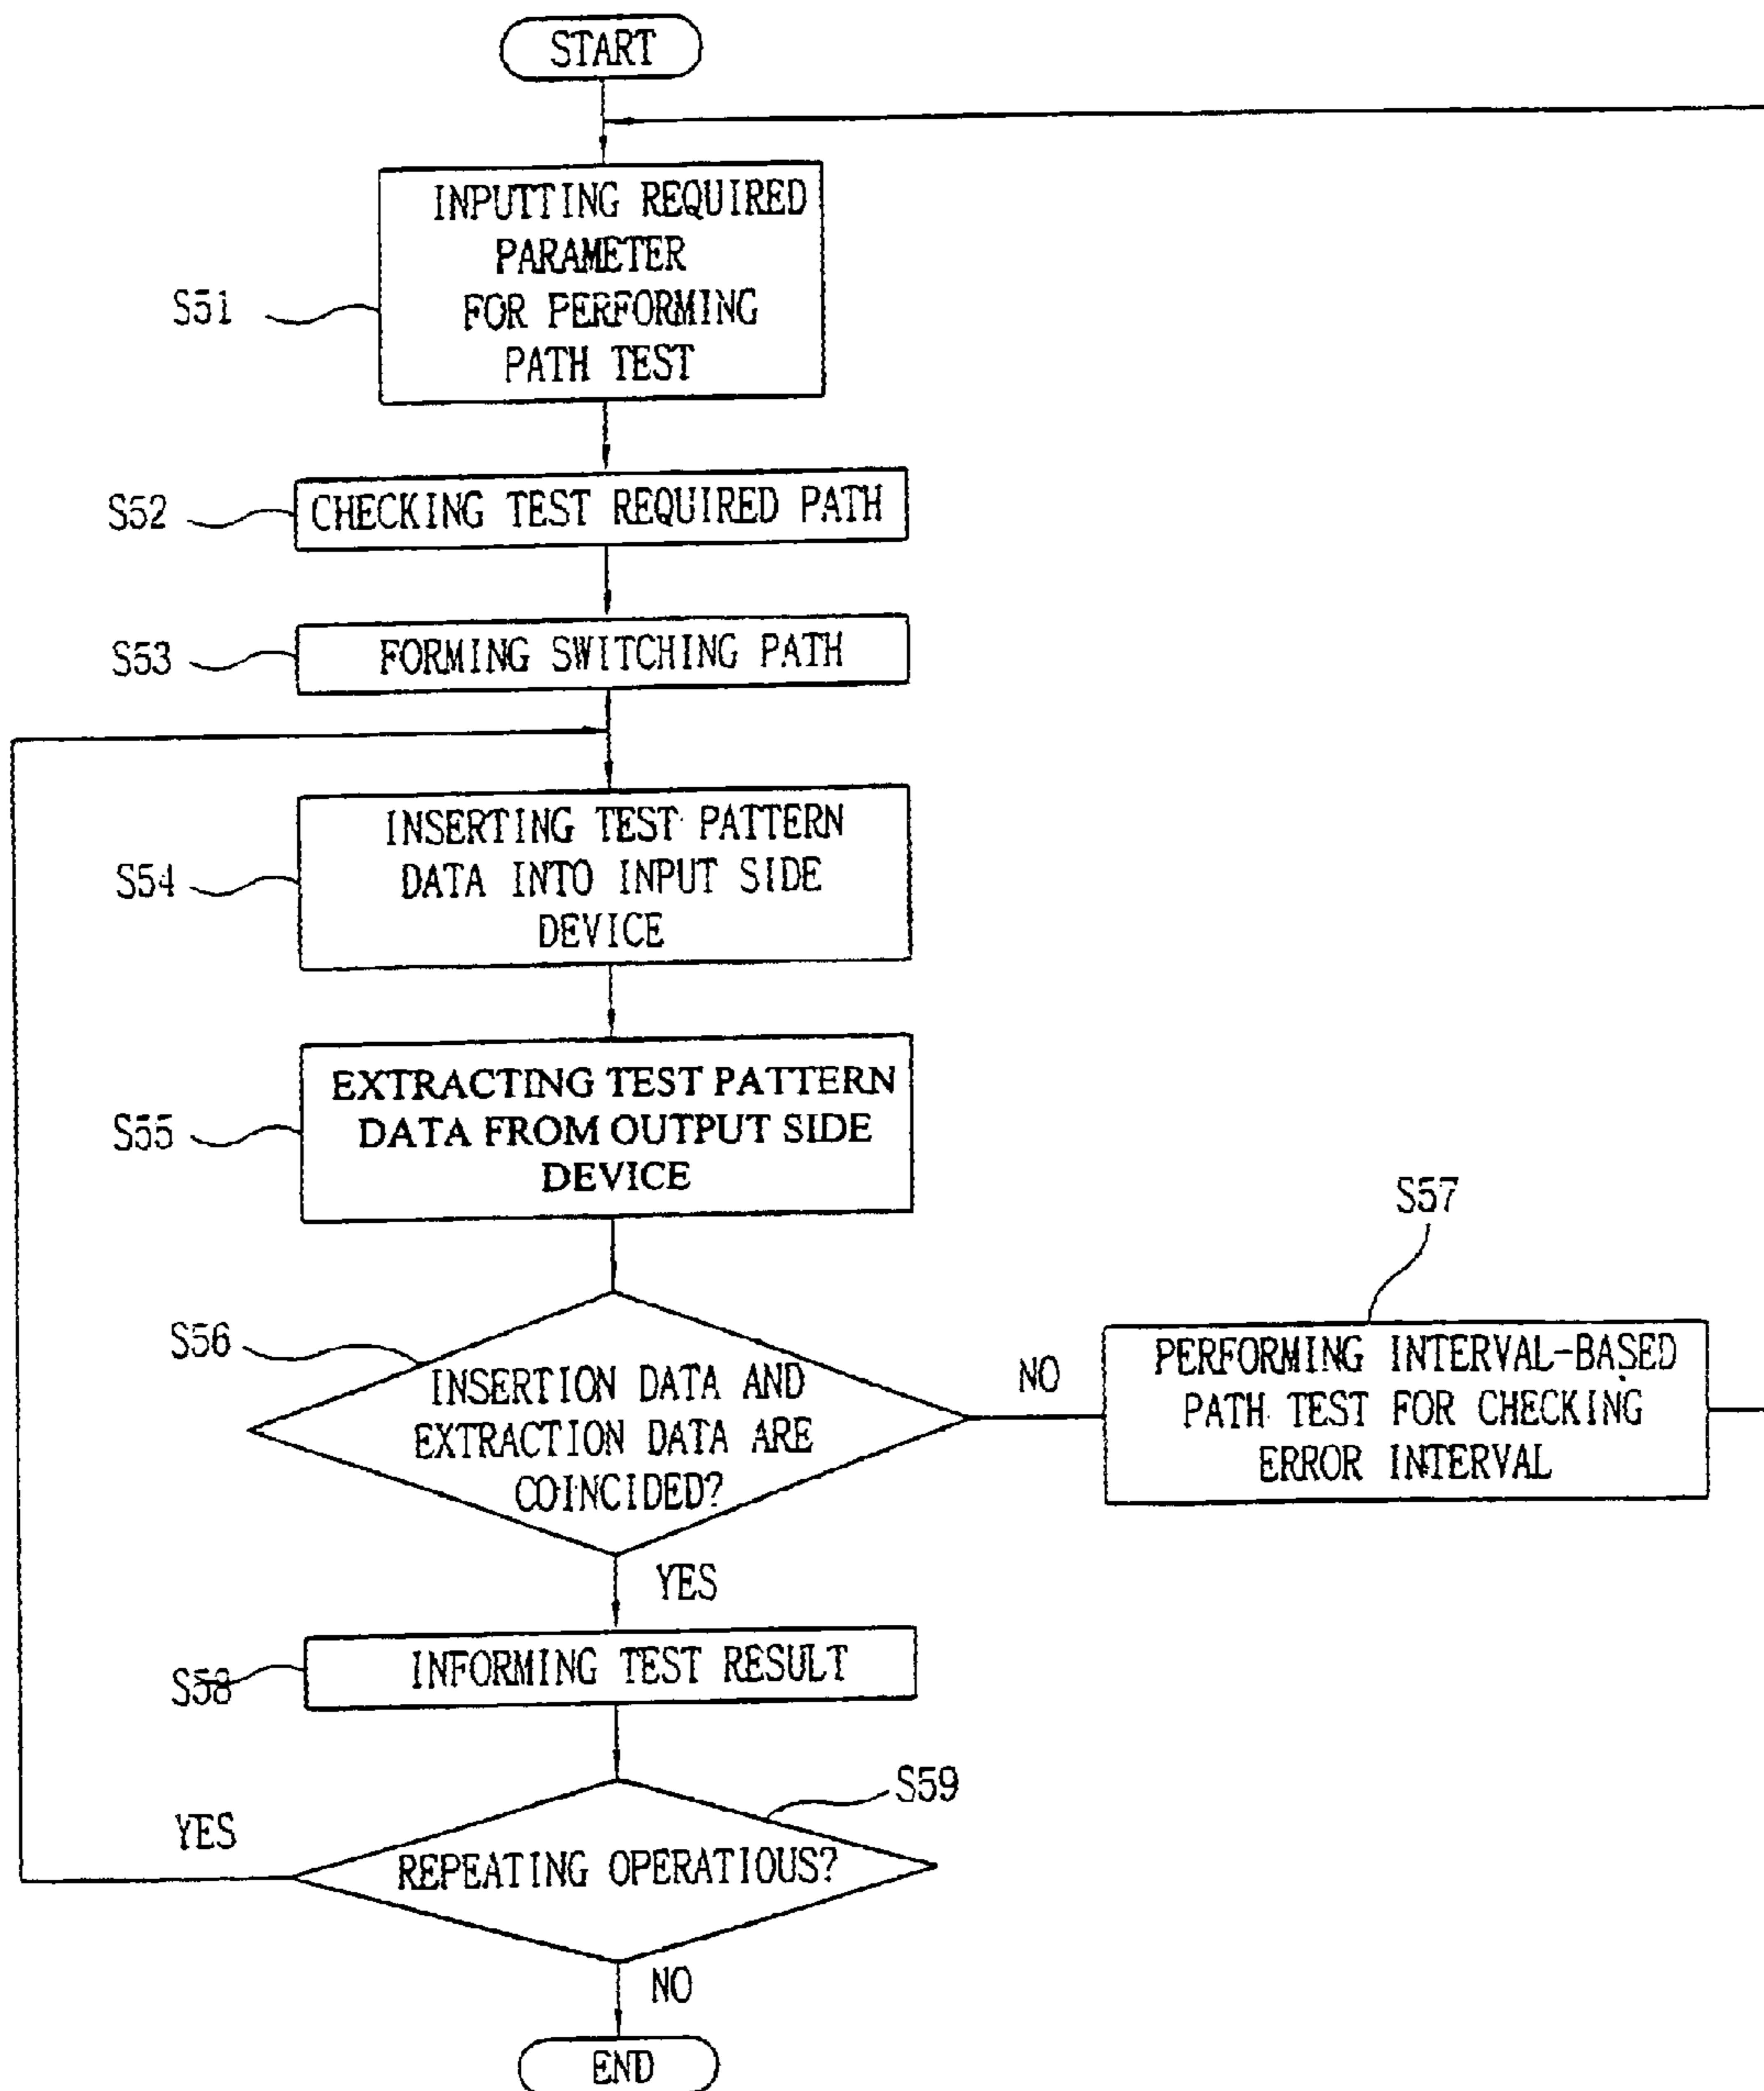 START
INPUTTING REQUIRED
PARAMETER
FOR PERFORMING
PATH TEST
S51
CHECKING TEST REQUIRED PATH
S52
FORMING SWITCHING PATH
S53
INSERTING TEST PATTERN
DATA INTO INPUT SIDE
DEVICE
S54
EXTRACTING TEST PATTERN
DATA FROM OUTPUT SIDE
DEVICE
S55
S56
INSERTION DATA AND
EXTRACTION DATA ARE
COINCIDED?
NO
S57
PERFORMING INTERVAL-BASED
PATH TEST FOR CHECKING
ERROR INTERVAL
YES
INFORMING TEST RESULT
S58
S59
YES
REPEATING OPERATIOUS?
NO
END